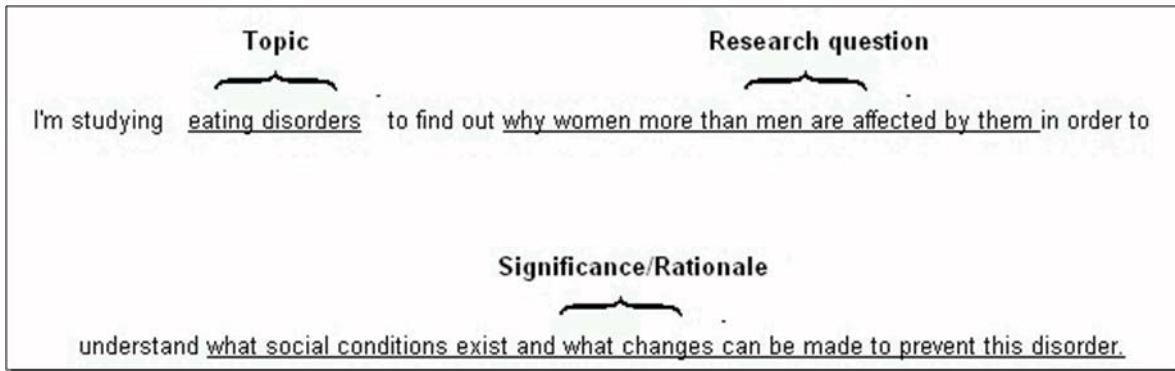 Topic Research question
I'm studying eating disorders to find out why women more than men are affected by them in order to
Significance/Rationale
understand what social conditions exist and what changes can be made to prevent this disorder.